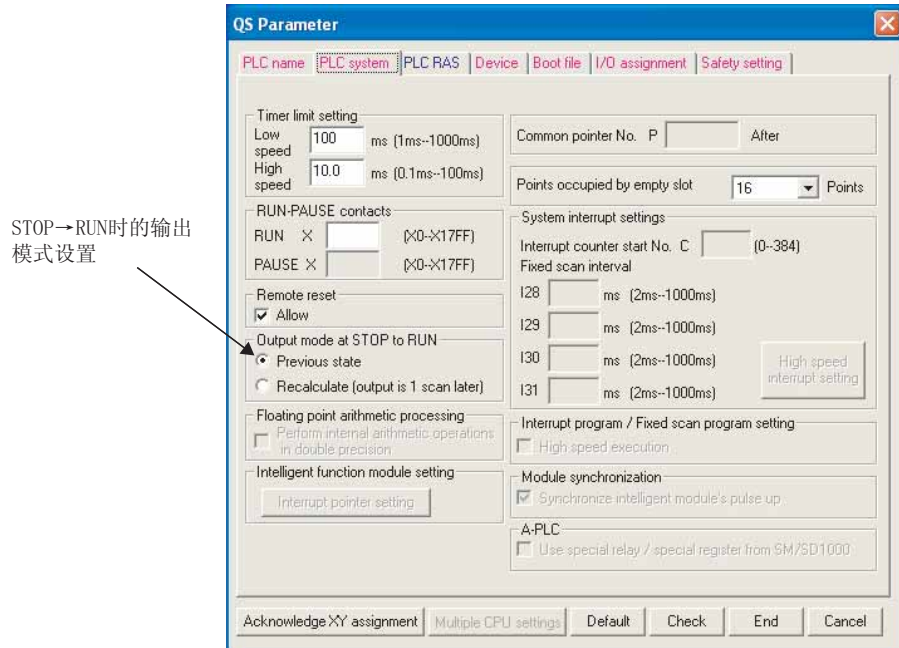 QS Parameter
PLC name
PLC system
PLC RAS
Device
Boot file
I/O assignment
Safety setting
Timer limit setting
Low speed
100
ms (1ms--1000ms)
High speed
10.0
ms (0.1ms--100ms)
RUN-PAUSE contacts
RUN X
(X0-X17FF)
PAUSE X
(X0-X17FF)
Remote reset
Allow
STOP→RUN时的输出
模式设置
Output mode at STOP to RUN
Previous state
Recalculate (output is 1 scan later)
Floating point arithmetic processing
Perform internal arithmetic operations
in double precision
Intelligent function module setting
Interrupt pointer setting
Common pointer No. P
After
Points occupied by empty slot
16
Points
System interrupt settings
Interrupt counter start No. C
(0--384)
Fixed scan interval
I28
ms (2ms--1000ms)
I29
ms (2ms--1000ms)
I30
ms (2ms--1000ms)
I31
ms (2ms--1000ms)
High speed
interrupt setting
Interrupt program / Fixed scan program setting
High speed execution
Module synchronization
Synchronize intelligent module's pulse up
A-PLC
Use special relay / special register from SM/SD1000
Acknowledge XY assignment
Multiple CPU settings
Default
Check
End
Cancel